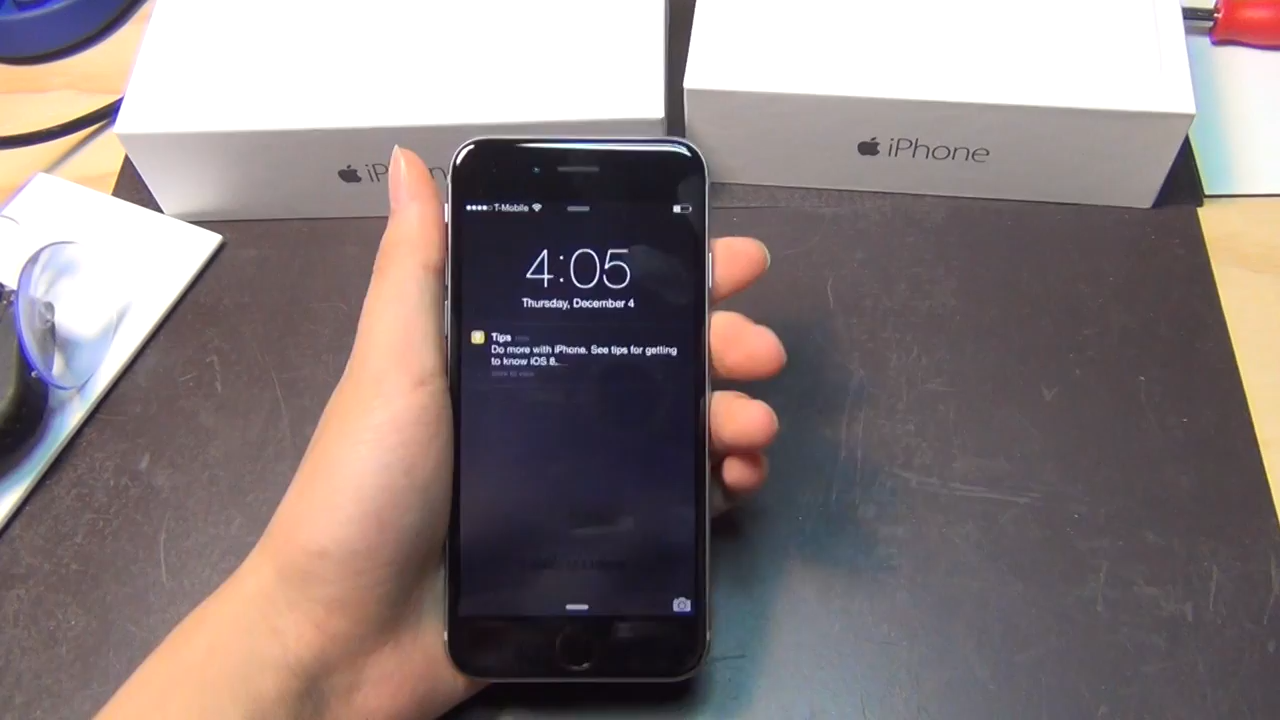 iPhone
T-Mobile
4:05
Thursday, December 4
Tips
Do more with iPhone. See tips for getting
to know iOS 8.